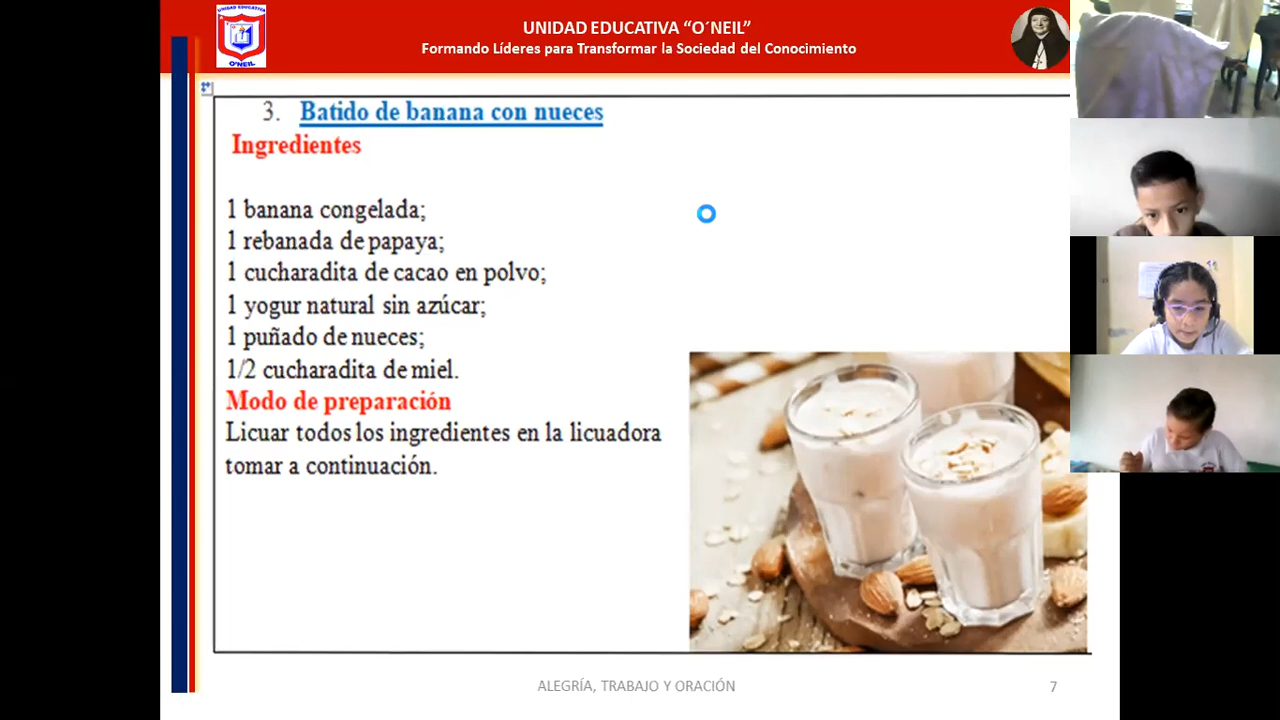 UNIDAD EDUCATIVA
O'NEIL
UNIDAD EDUCATIVA “O´NEIL”
Formando Líderes para Transformar la Sociedad del Conocimiento
3. Batido de banana con nueces
Ingredientes
1 banana congelada;
1 rebanada de papaya;
1 cucharadita de cacao en polvo;
1 yogur natural sin azúcar;
1 puñado de nueces;
1/2 cucharadita de miel.
Modo de preparación
Licuar todos los ingredientes en la licuadora
tomar a continuación.
ALEGRÍA, TRABAJO Y ORACIÓN
7